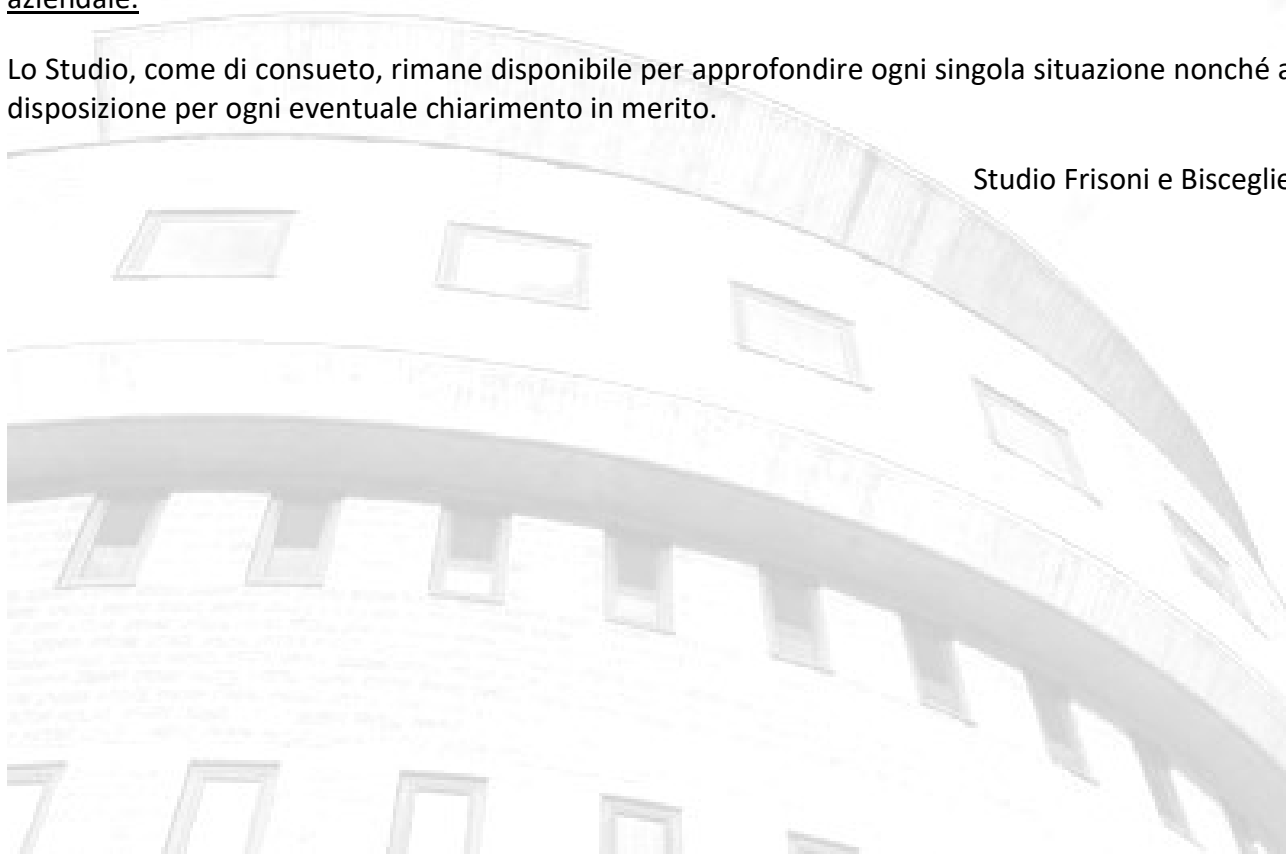 aziendale.
Lo Studio, come di consueto, rimane disponibile per approfondire ogni singola situazione nonché a
disposizione per ogni eventuale chiarimento in merito.
Studio Frisoni e Bisceglie